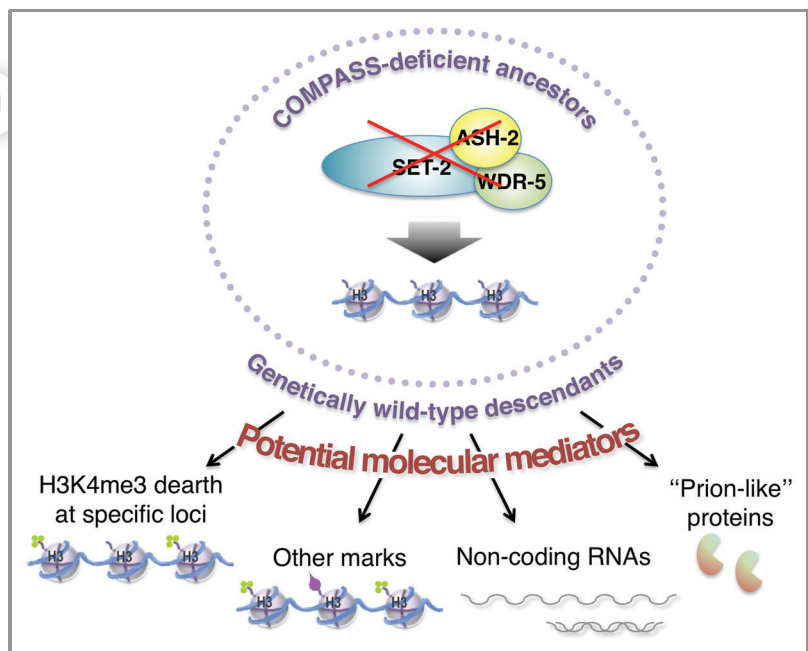 COMPASS-deficient ancestors
ASH-2
SET-2
WDR-5
H3 H3 H3
Genetically wild-type descendants
Potential molecular mediators
H3K4me3 dearth
at specific loci
H3 H3 H3
Other marks
H3 H3 H3
Non-coding RNAs
“Prion-like”
proteins